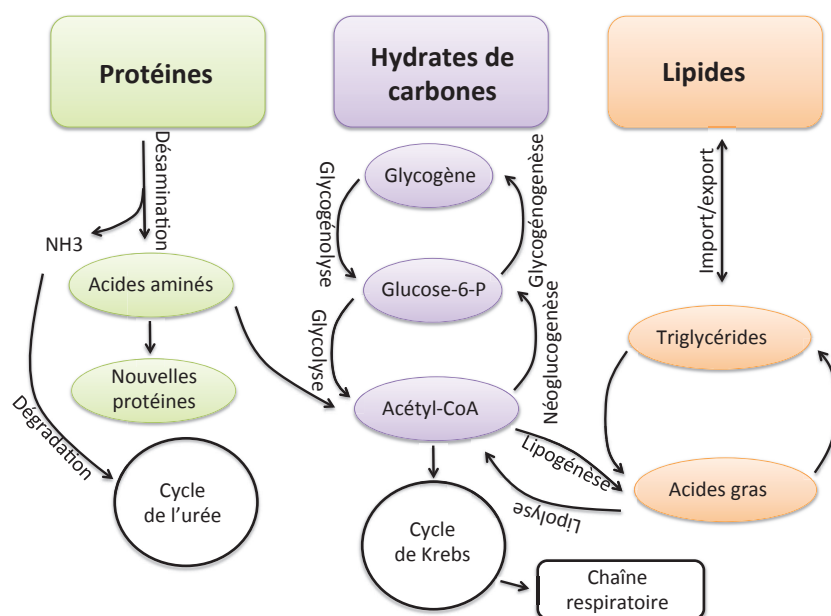 Protéines
Hydrates de
carbones
Lipides
Désamination
NH3
Acides aminés
Nouvelles
protéines
Dégradation
Cycle
de l'urée
Glycogène
Glycogénolyse
Glycogénogenèse
Glucose-6-P
Glycolyse
Néoglucogenèse
Acétyl-CoA
Lipogénèse
Lipolyse
Cycle
de Krebs
Chaîne
respiratoire
Import/export
Triglycérides
Acides gras